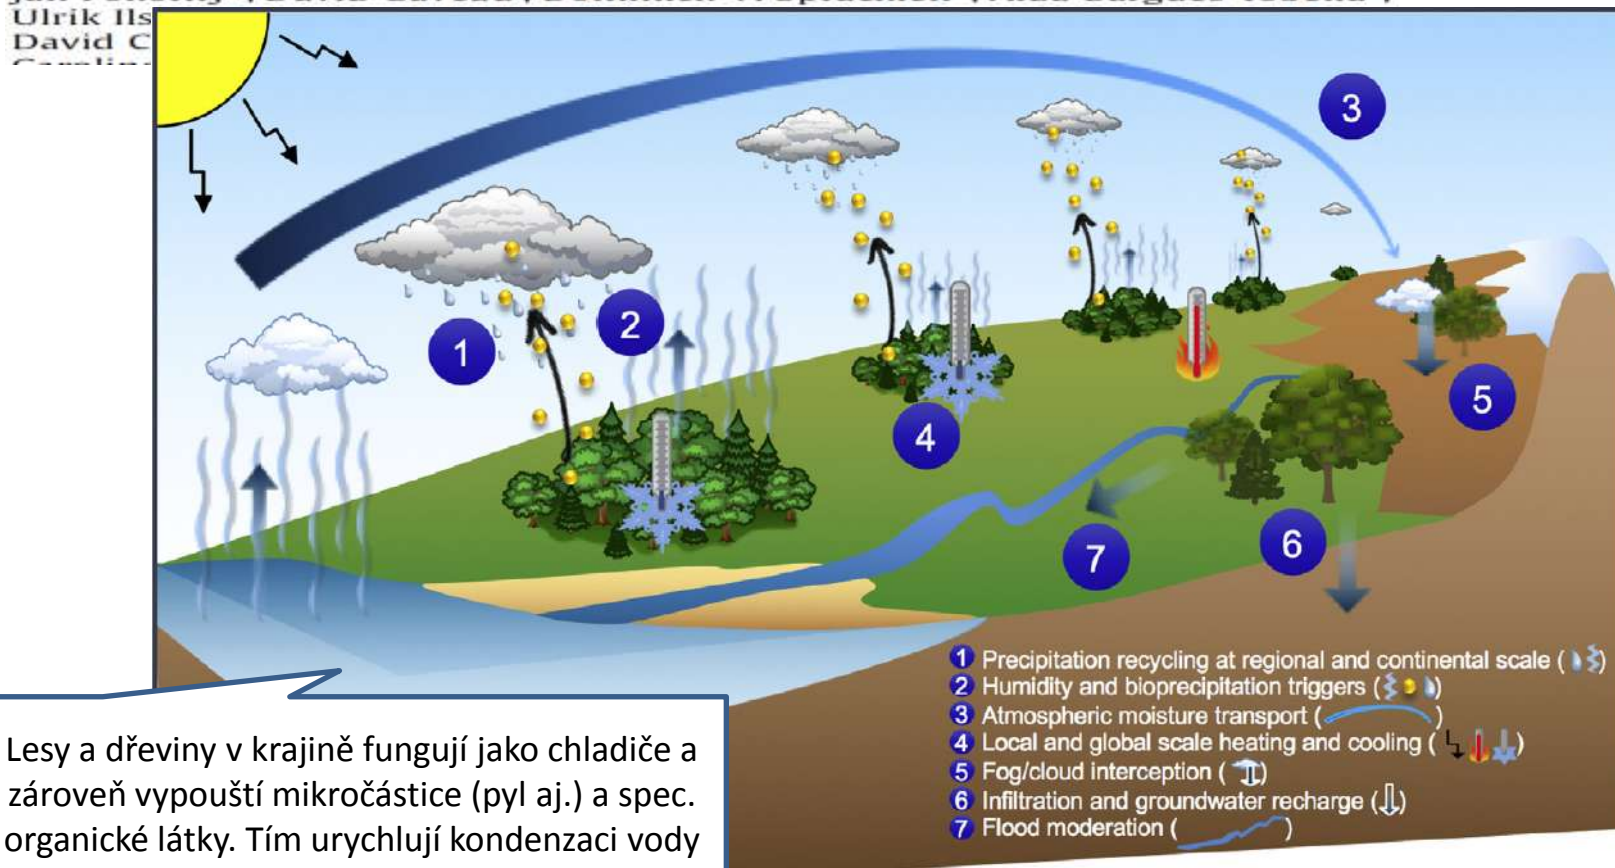 Ulrik Ils
David C
1
2
3
4
5
6
7
1 Precipitation recycling at regional and continental scale ( )
2 Humidity and bioprecipitation triggers ( )
3 Atmospheric moisture transport ( )
4 Local and global scale heating and cooling ( )
5 Fog/cloud interception ( )
6 Infiltration and groundwater recharge ( )
7 Flood moderation ( )
Lesy a dřeviny v krajině fungují jako chladiče a
zároveň vypouští mikročástice (pyl aj.) a spec.
organické látky. Tím urychlují kondenzaci vody